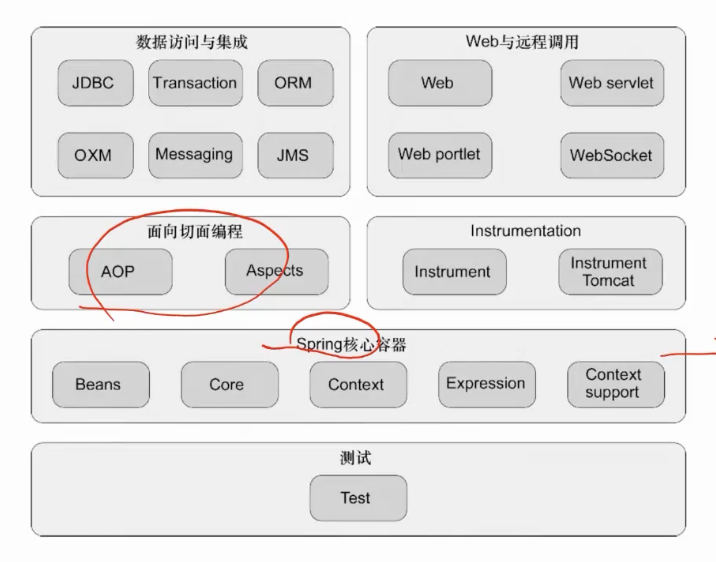 数据访问与集成
JDBC Transaction ORM
OXM Messaging JMS
Web与远程调用
Web Web servlet
Web portlet WebSocket
面向切面编程
AOP Aspects
Instrumentation
Instrument Instrument
Tomcat
Spring核心容器
Beans Core Context Expression Context
support
测试
Test